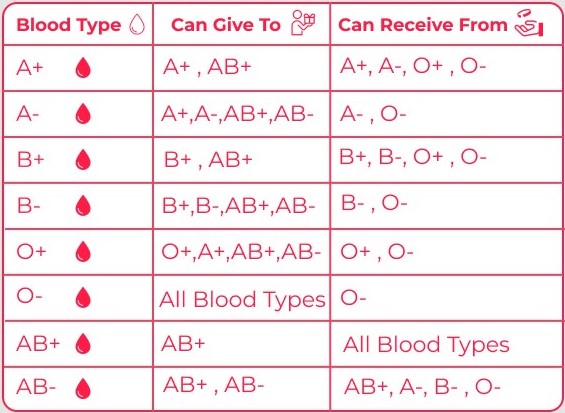 Blood Type Can Give To Can Receive From
A+ A+ , AB+ A+, A-, O+ , O-
A- A+,A-,AB+,AB- A- , O-
B+ B+ , AB+ B+, B-, O+ , O-
B- B+,B-,AB+,AB- B- , O-
O+ O+,A+,AB+,AB- O+ , O-
O- All Blood Types O-
AB+ AB+ All Blood Types
AB- AB+ , AB- AB+, A-, B- , O-